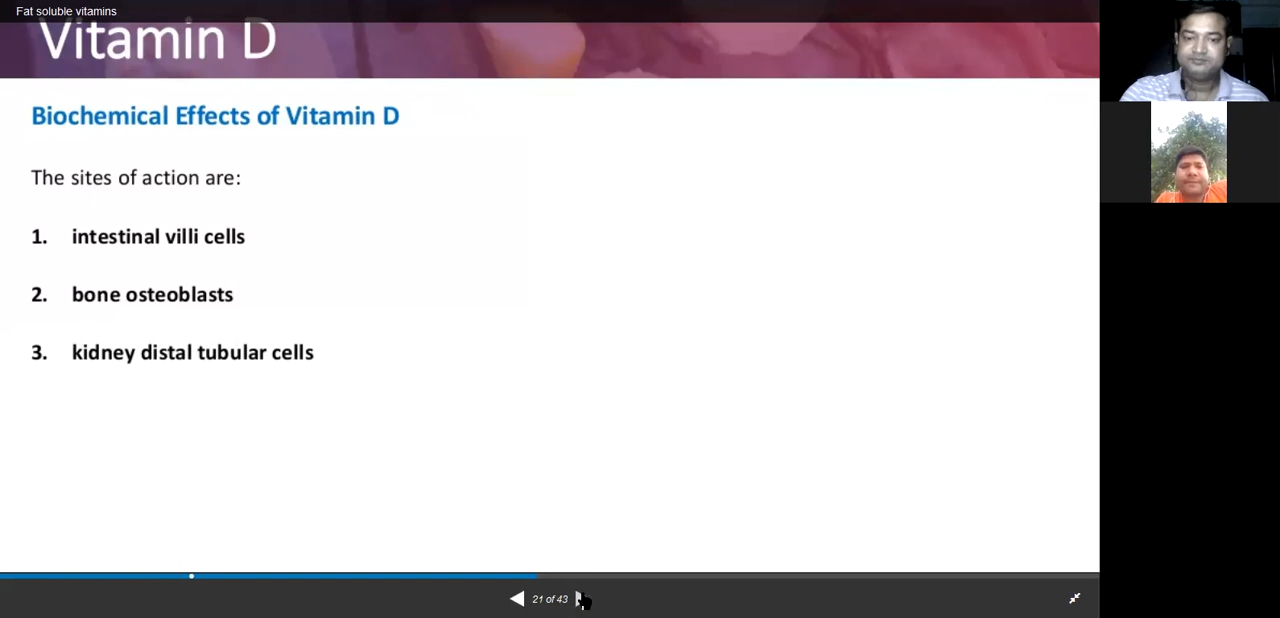 Fat soluble vitamins
Vitamin D
Biochemical Effects of Vitamin D
The sites of action are:
1. intestinal villi cells
2. bone osteoblasts
3. kidney distal tubular cells
21 of 43